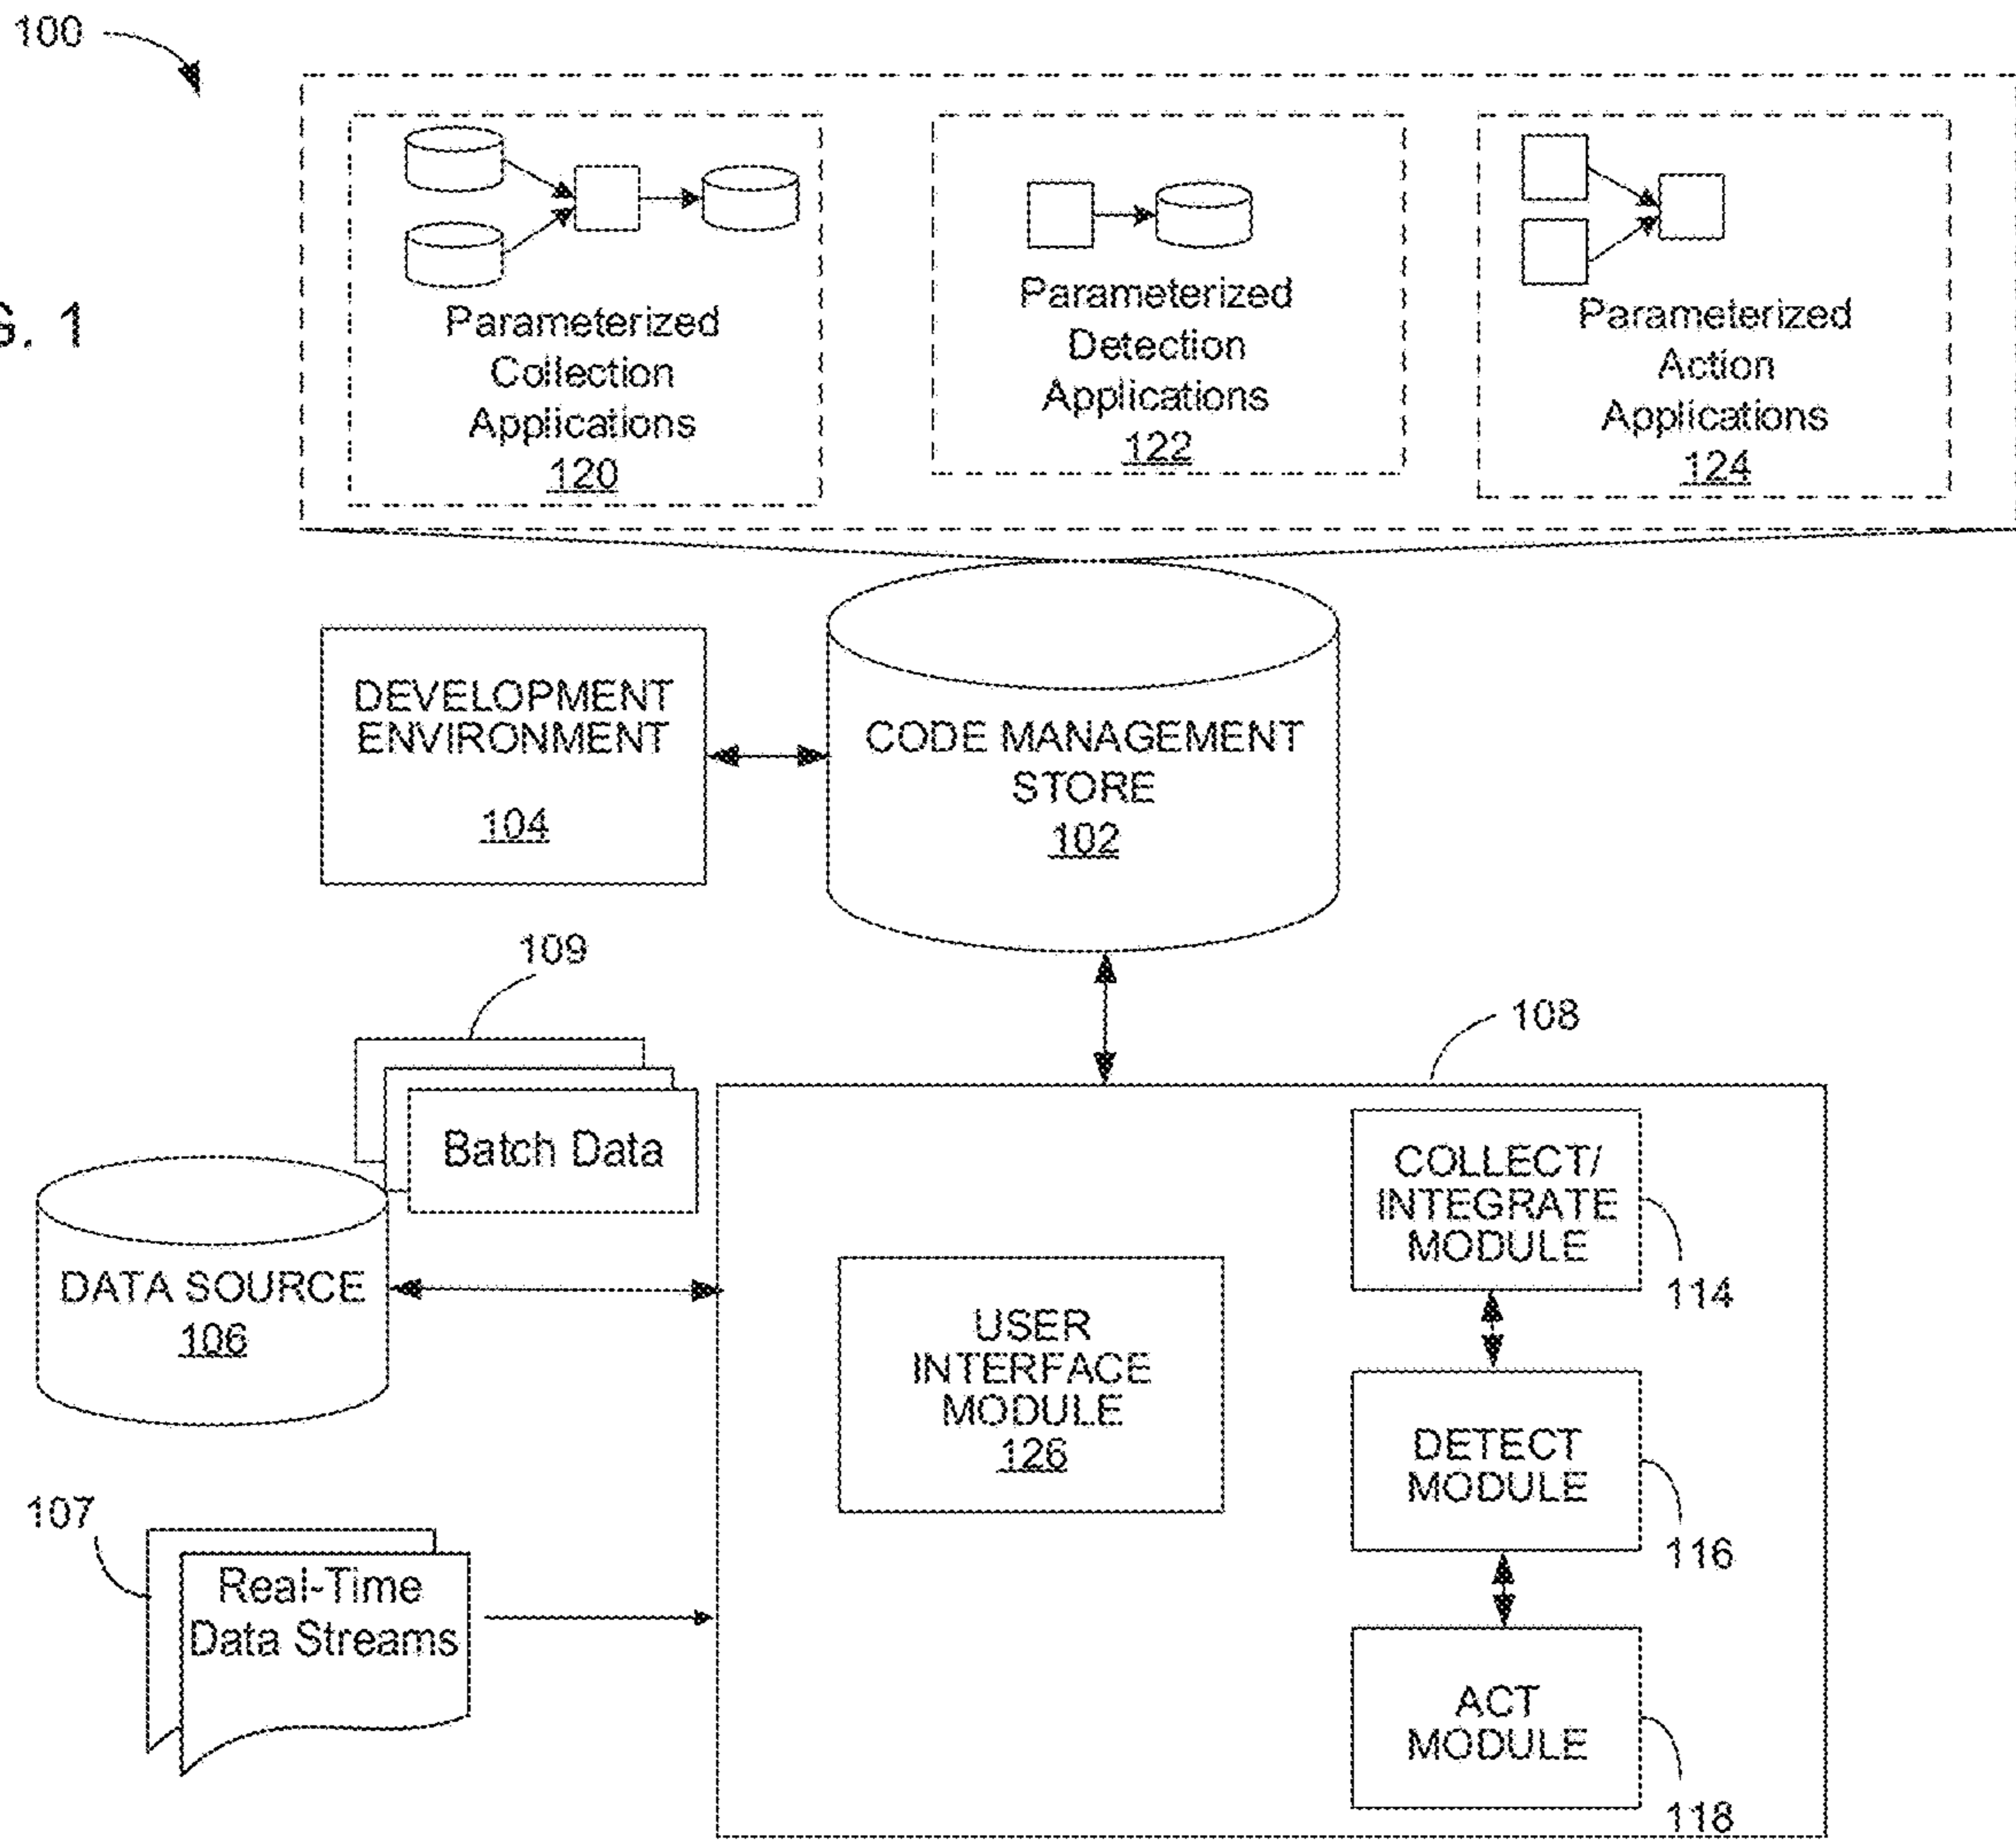 100
G. 1
Parameterized
Collection
Applications
120
Parameterized
Detection
Applications
122
Parameterized
Action
Applications
124
DEVELOPMENT
ENVIRONMENT
104
CODE MANAGEMENT
STORE
102
109
Batch Data
108
DATA SOURCE
106
107
Real-Time
Data Streams
USER
INTERFACE
MODULE
126
COLLECT/
INTEGRATE
MODULE
114
DETECT
MODULE
116
ACT
MODULE
118